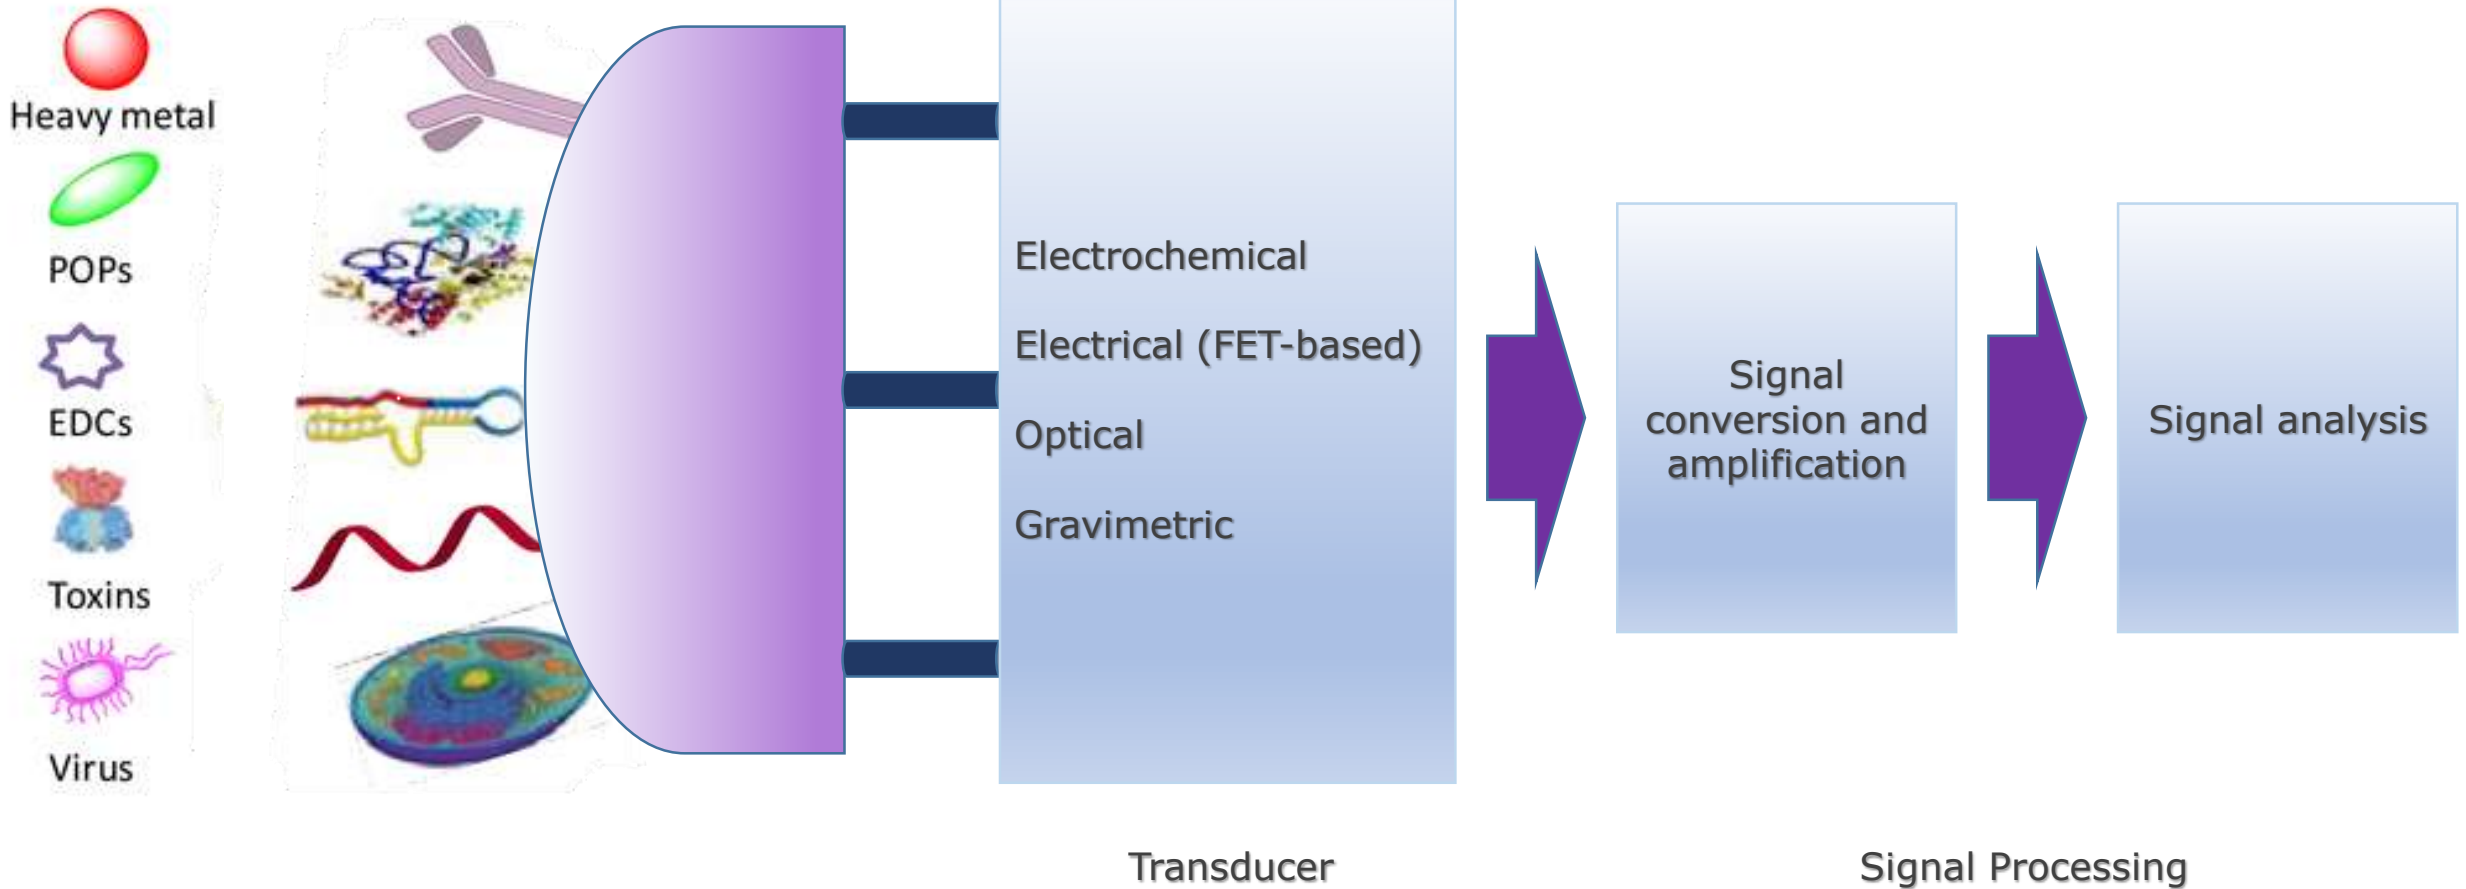 Heavy metal
POPs
EDCs
Toxins
Virus
Electrochemical
Electrical (FET-based)
Optical
Gravimetric
Signal
conversion and
amplification
Signal analysis
Transducer
Signal Processing